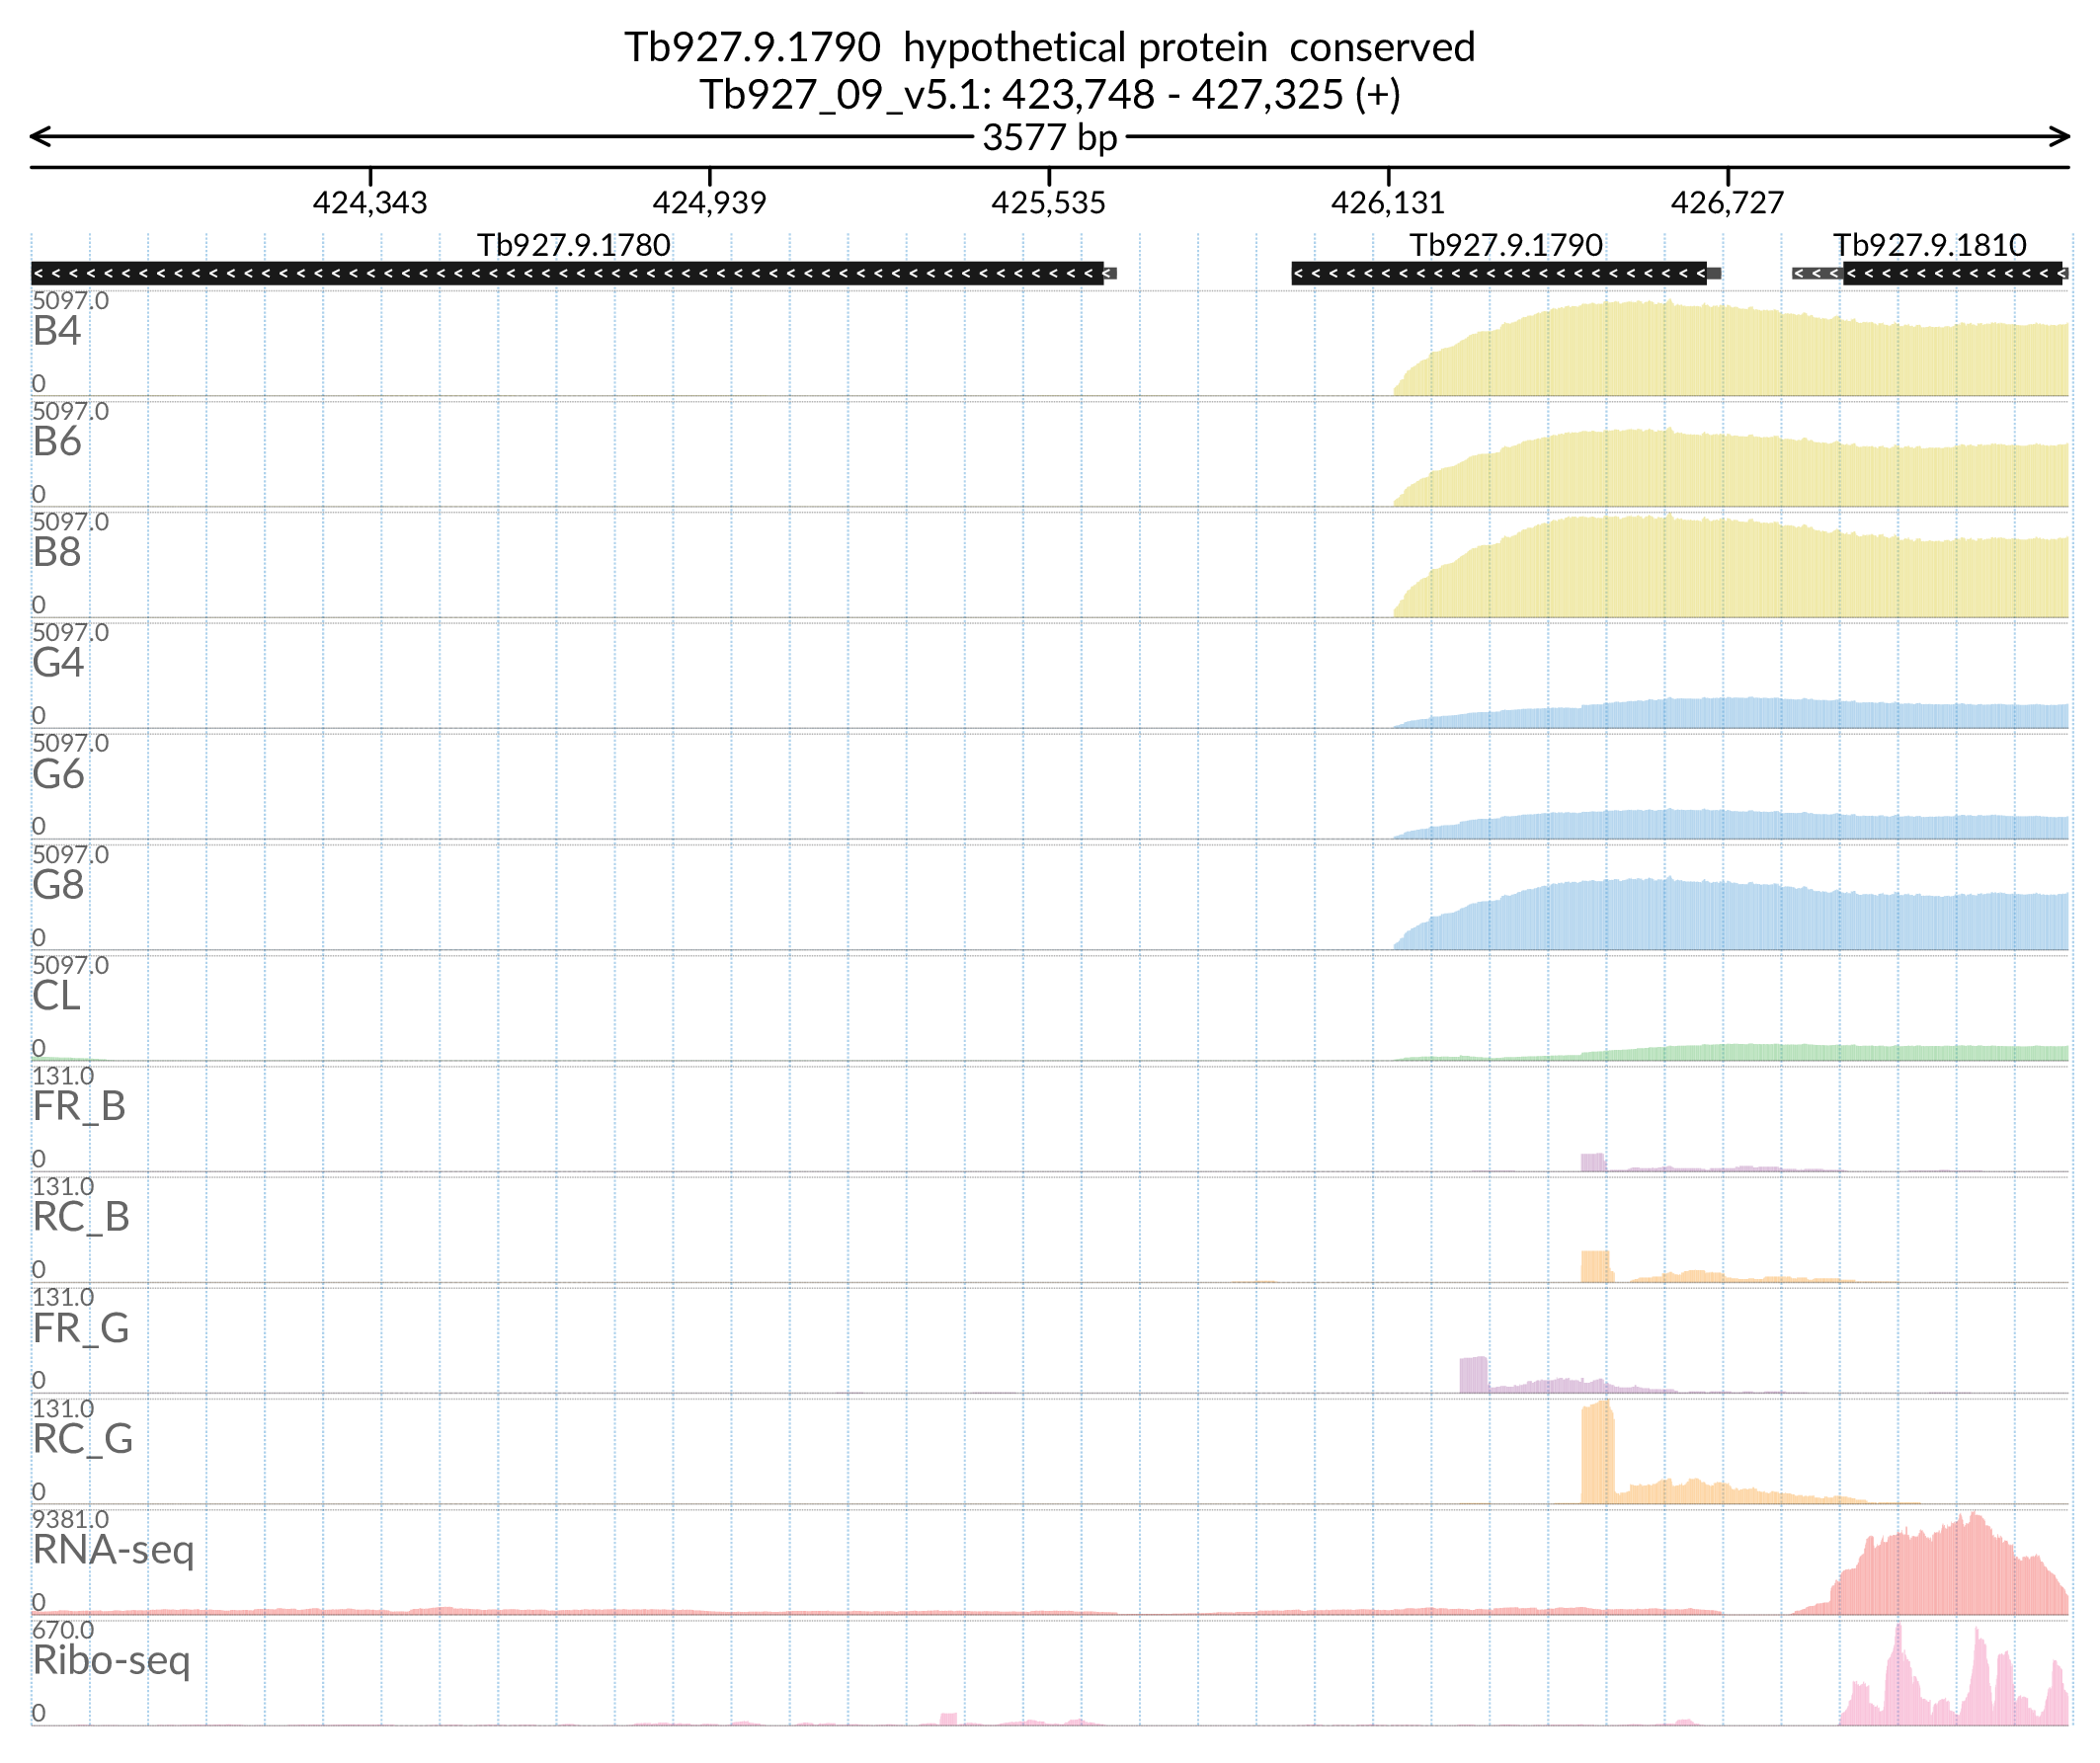 Tb927.9.1790 hypothetical protein conserved
Tb927_09_v5.1: 423,748 - 427,325 (+)
3577 bp
424,343 424,939 425,535 426,131 426,727
Tb927.9.1780 Tb927.9.1790 Tb927.9.1810
5097.0
B4
0
5097.0
B6
0
5097.0
B8
0
5097.0
G4
0
5097.0
G6
0
5097.0
G8
0
5097.0
CL
0
131.0
FR_B
0
131.0
RC_B
0
131.0
FR_G
0
131.0
RC_G
0
9381.0
RNA-seq
0
670.0
Ribo-seq
0